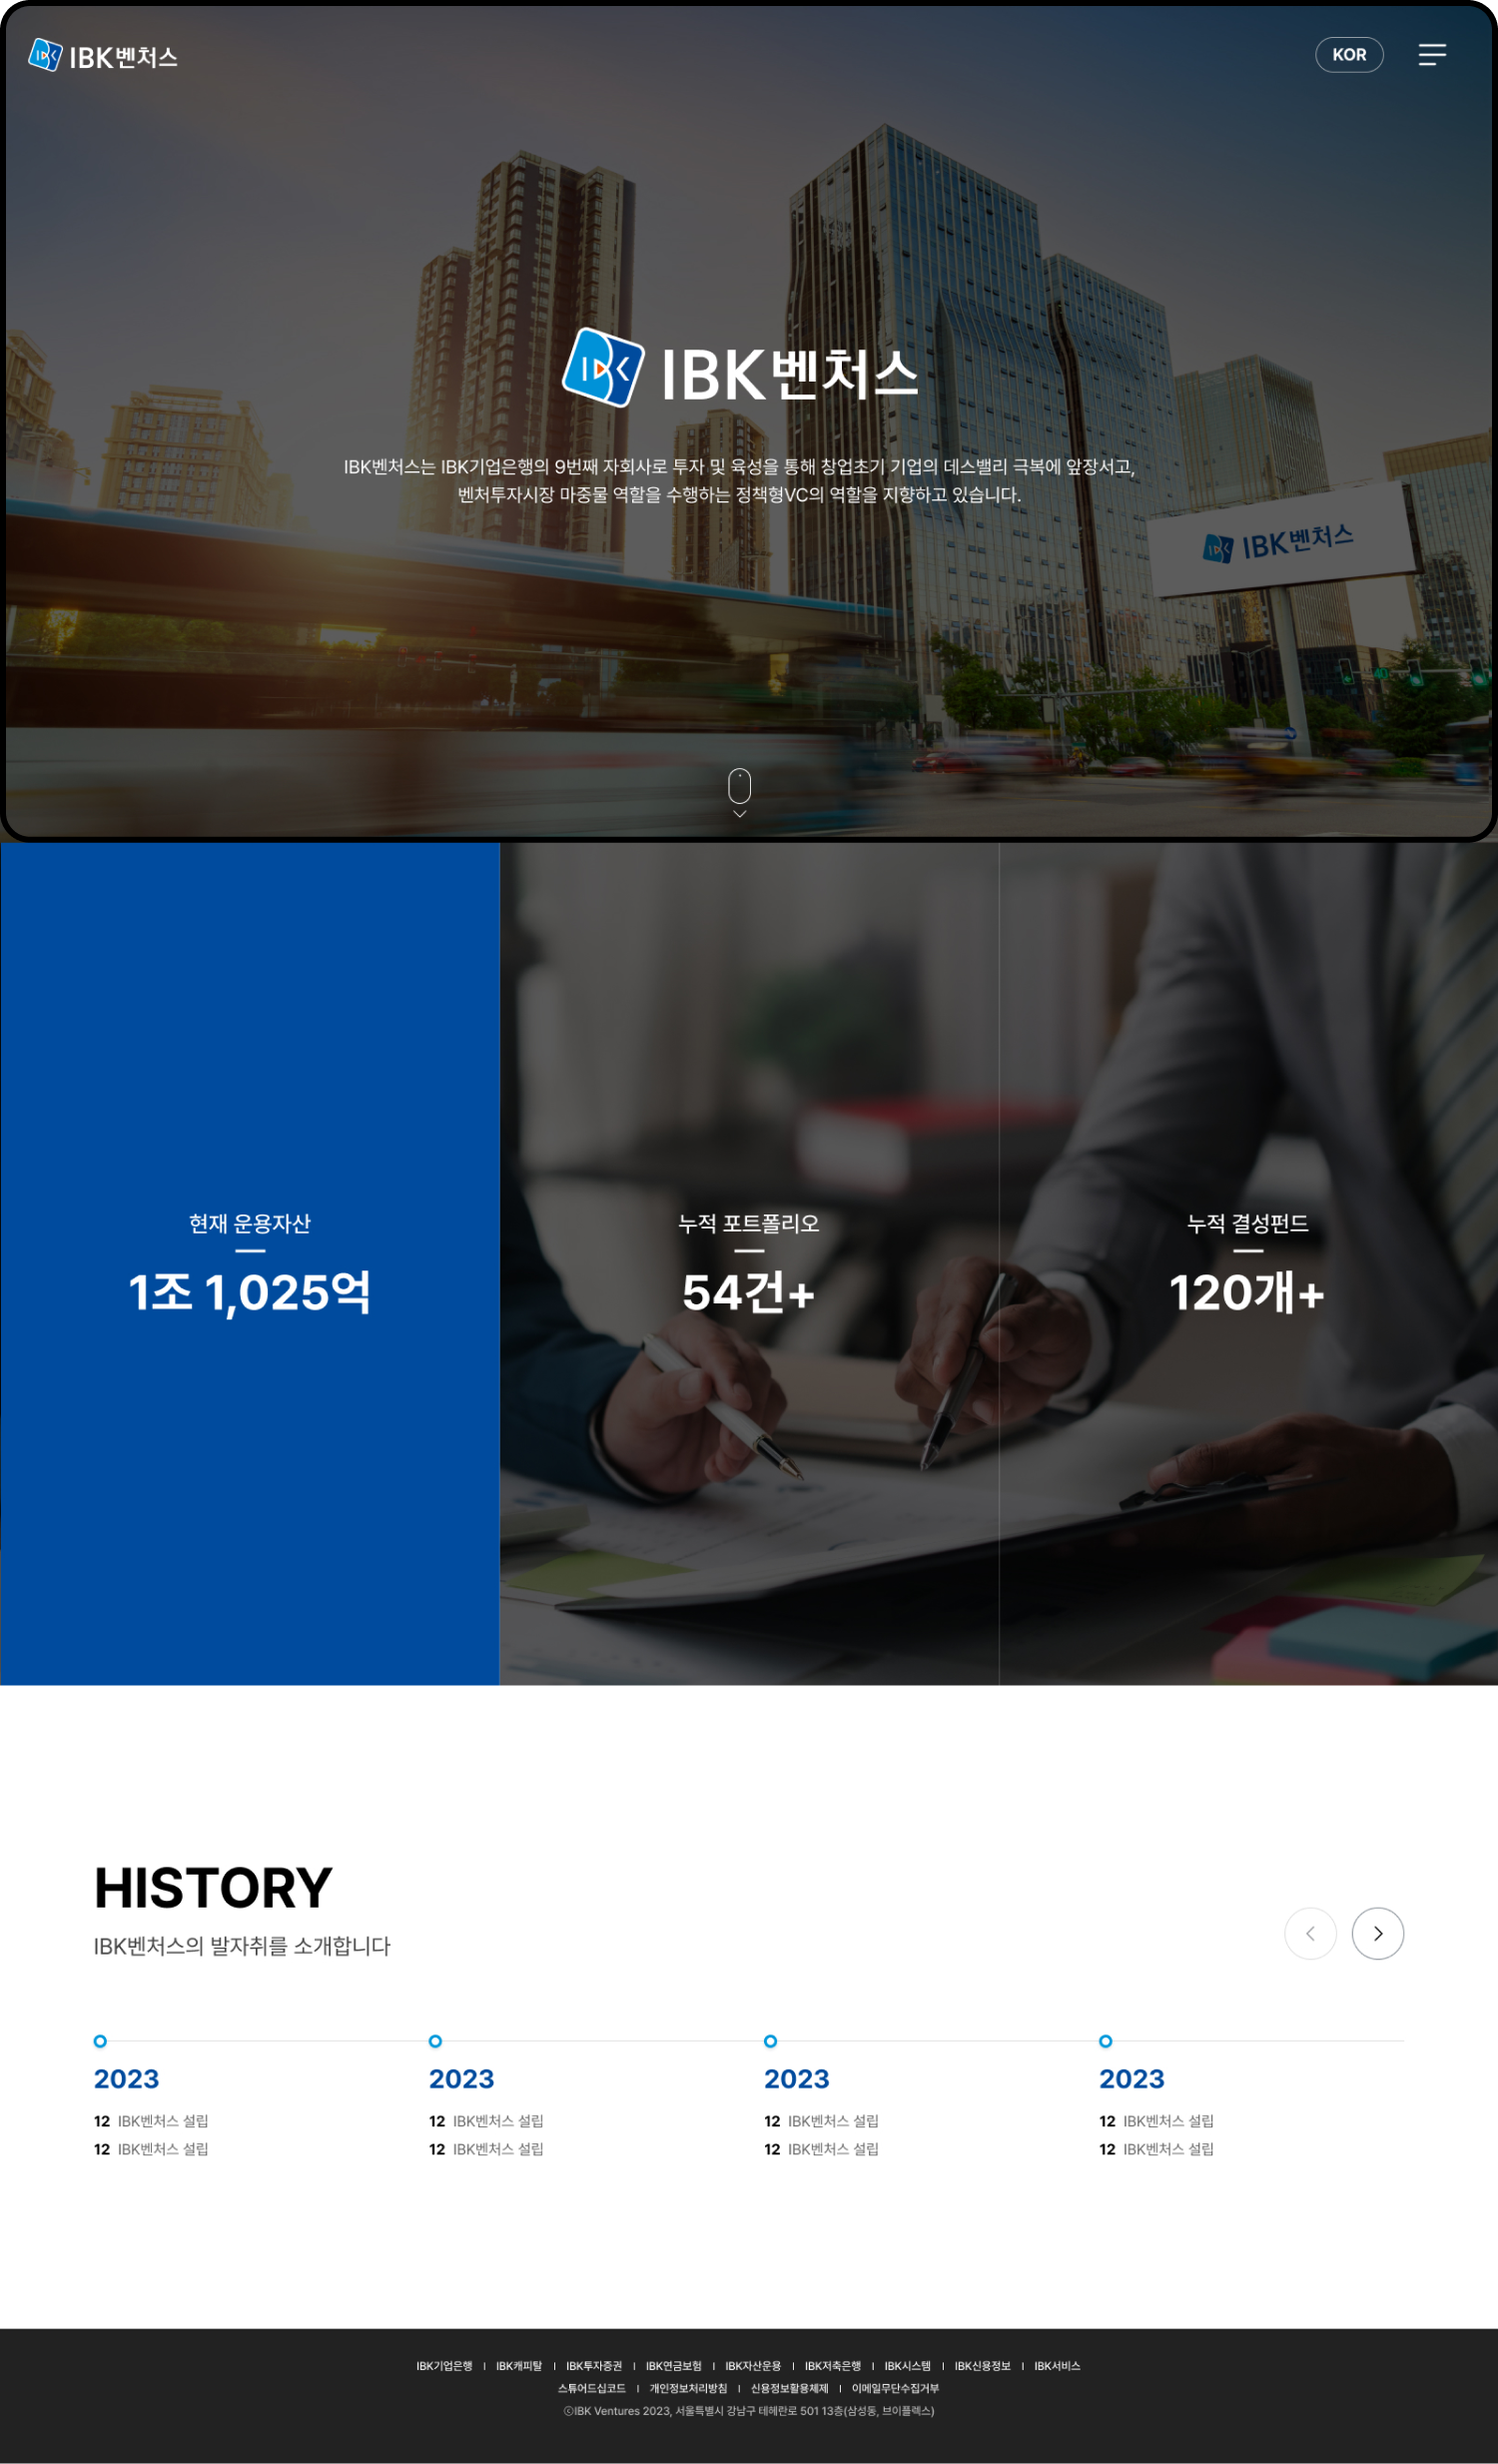 IBK벤처스
KOR
IBK벤처스
IBK벤처스는 IBK기업은행의 9번째 자회사로 투자 및 육성을 통해 창업초기 기업의 데스밸리 극복에 앞장서고,
벤처투자시장 마중물 역할을 수행하는 정책형VC의 역할을 지향하고 있습니다.
IBK벤처스
현재 운용자산
1조 1,025억
누적 포트폴리오
54건+
누적 결성펀드
120개+
HISTORY
IBK벤처스의 발자취를 소개합니다
2023
12 IBK벤처스 설립
12 IBK벤처스 설립
2023
12 IBK벤처스 설립
12 IBK벤처스 설립
2023
12 IBK벤처스 설립
12 IBK벤처스 설립
2023
12 IBK벤처스 설립
12 IBK벤처스 설립
IBK기업은행 | IBK캐피탈 | IBK투자증권 | IBK연금보험 | IBK자산운용 | IBK저축은행 | IBK시스템 | IBK신용정보 | IBK서비스
스튜어드십코드 | 개인정보처리방침 | 신용정보활용체제 | 이메일무단수집거부
ⓒIBK Ventures 2023, 서울특별시 강남구 테헤란로 501 13층(삼성동, 브이플렉스)